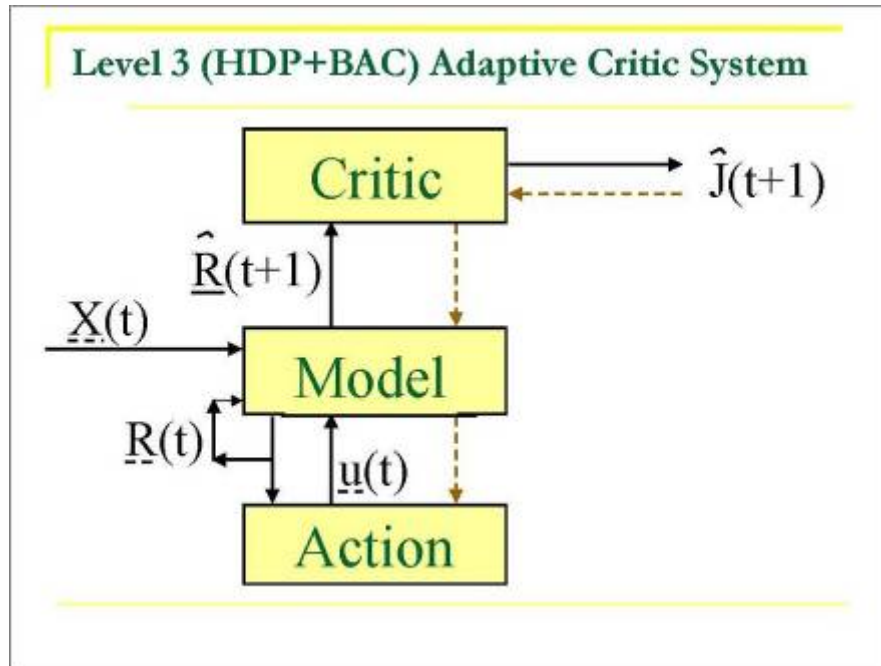 Level 3 (HDP+BAC) Adaptive Critic System
Critic
Ĵ(t+1)
R̂(t+1)
X(t)
Model
R(t)
u(t)
Action